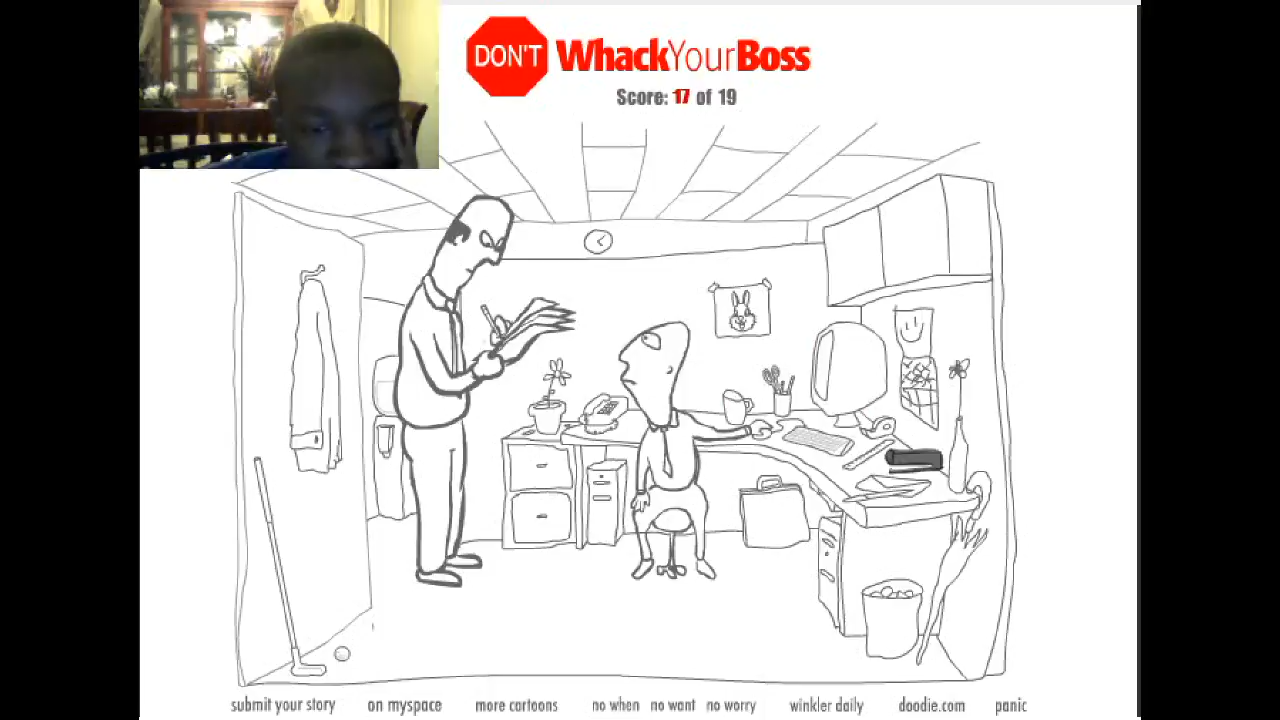 DON'T WhackYourBoss
Score: 17 of 19
submit your story on myspace more cartoons no when no want no worry winkler daily doodie.com panic